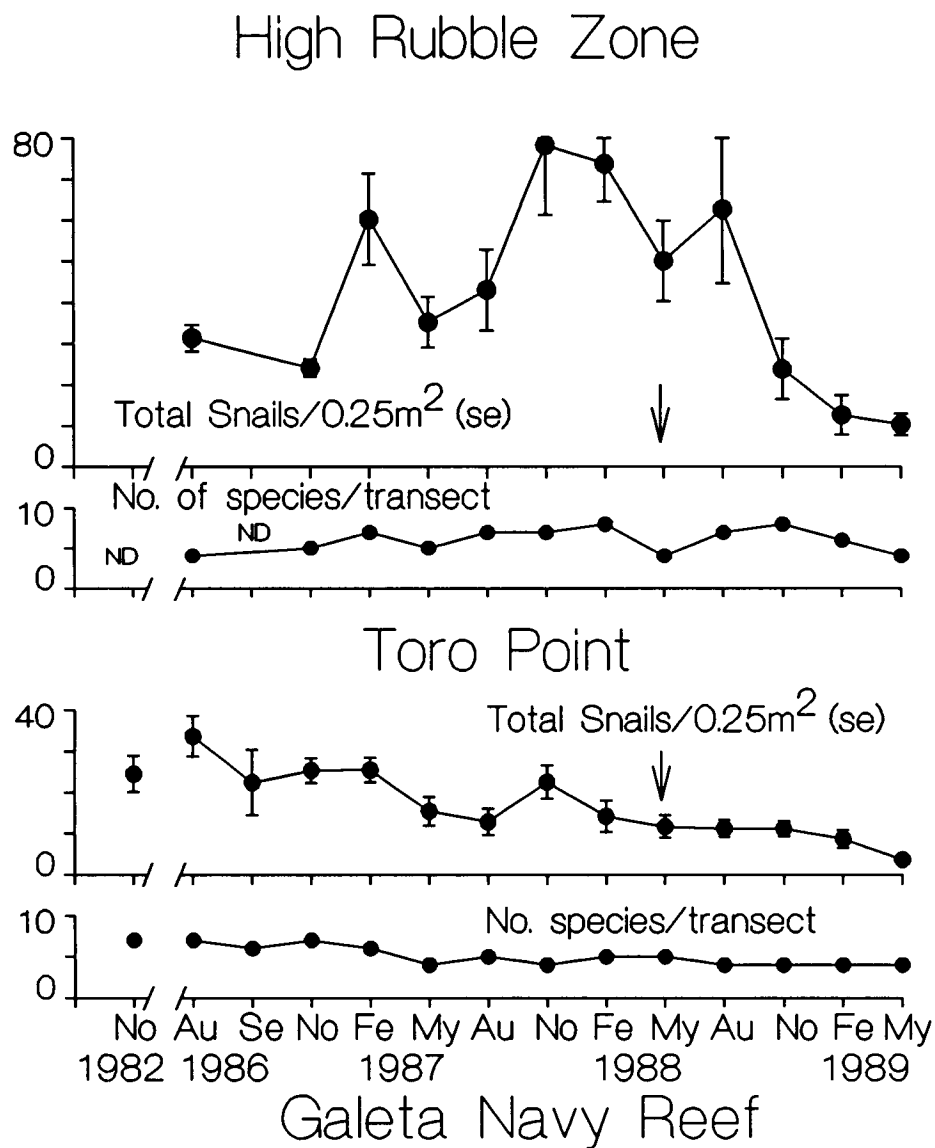 High Rubble Zone
80
Total Snails/0.25m² (se)
0
No. of species/transect
10
ND
ND
0
Toro Point
40
Total Snails/0.25m² (se)
0
10
No. species/transect
0
No Au Se No Fe My Au No Fe My Au No Fe My
1982 1986 1987 1988 1989
Galeta Navy Reef